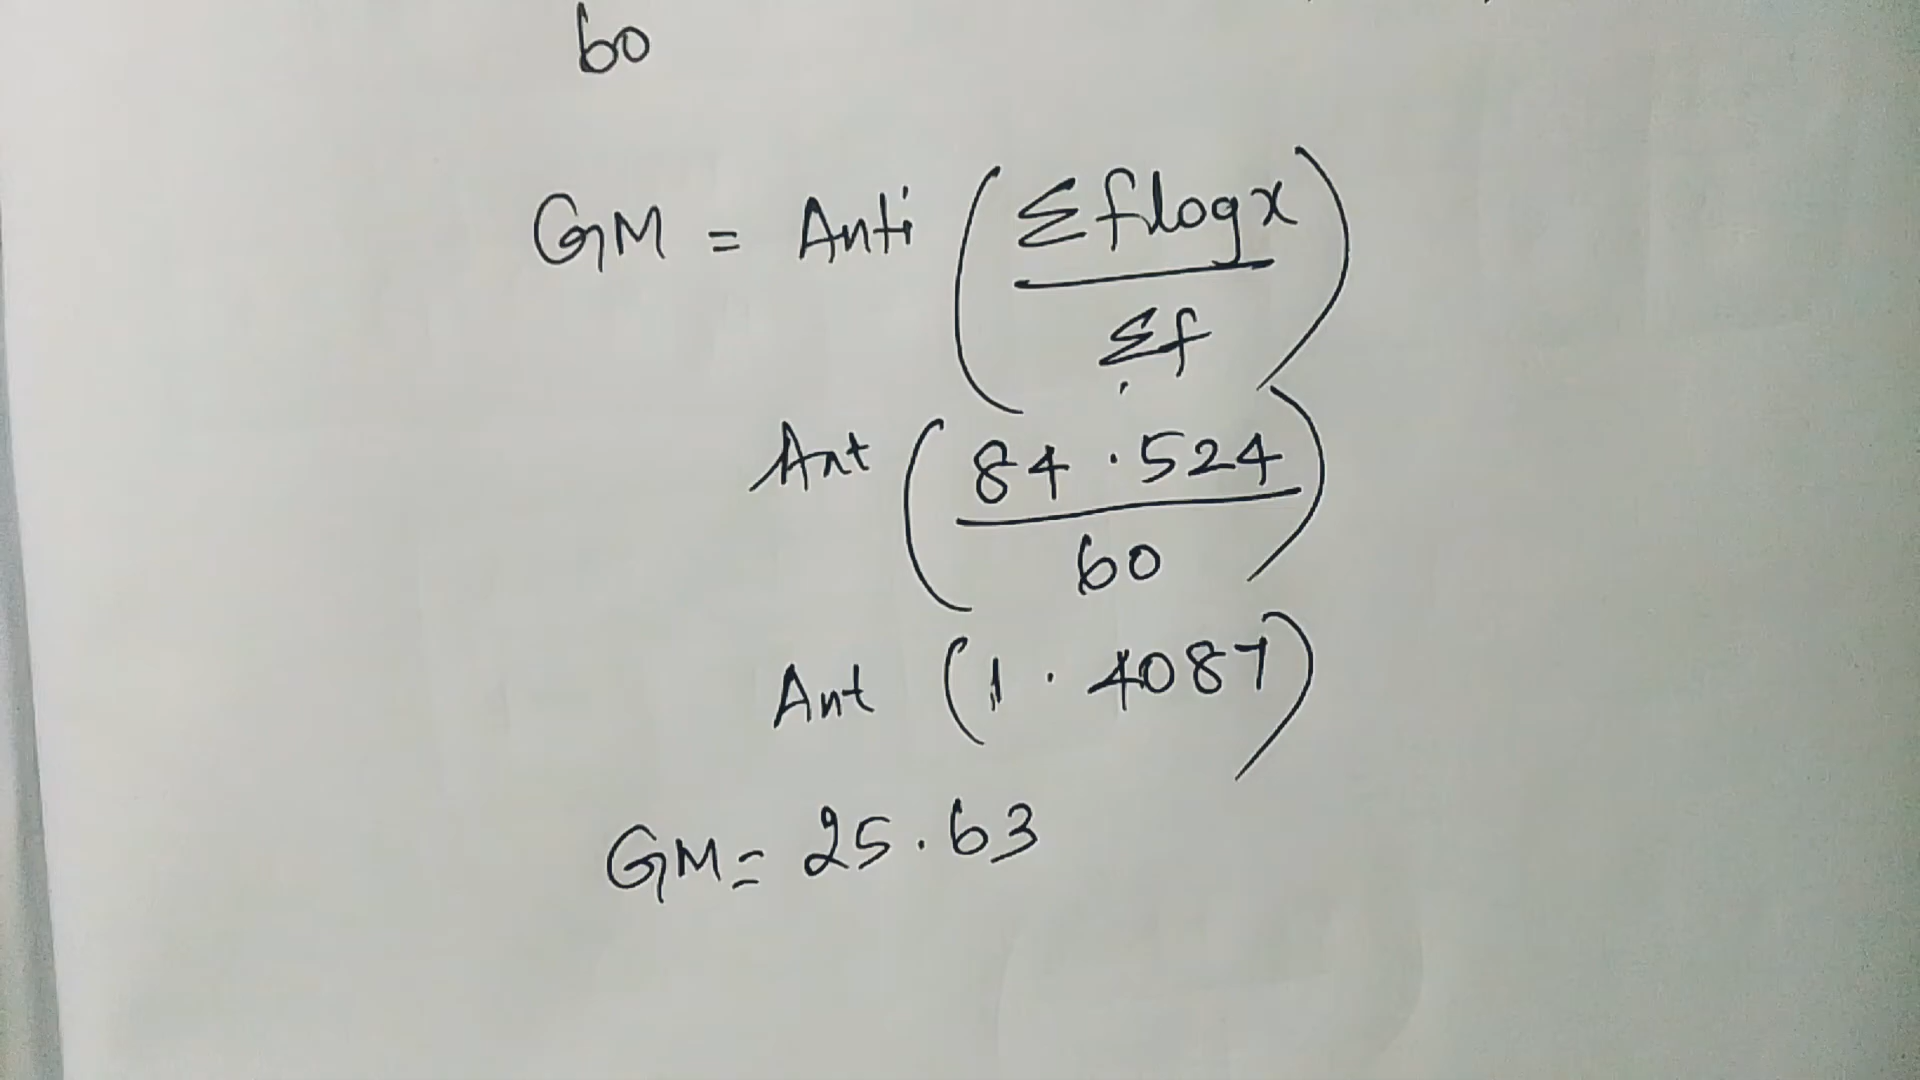 60
GM = Anti ( Σflogx / Σf )
Ant ( 84.524 / 60 )
Ant (1.4087)
GM = 25.63